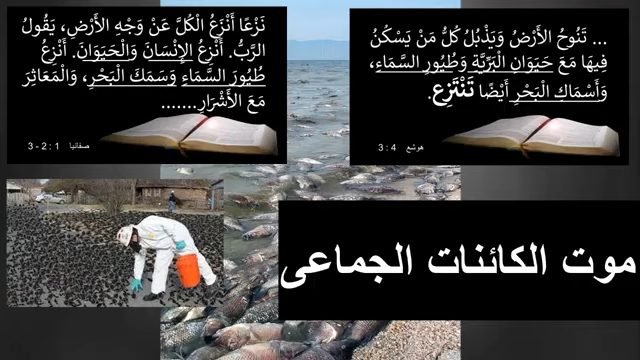 نَزْعًا أَنْزِعُ الْكُلَّ عَنْ وَجْهِ الأَرْضِ، يَقُولُ
الرَّبُّ. أَنْزِعُ الإِنْسَانَ وَالْحَيَوَانَ. أَنْزِعُ
طُيُورَ السَّمَاءِ وَسَمَكَ الْبَحْرِ، وَالْمَعَاثِرَ
مَعَ الأَشْرَارِ.......
صفانيا 1 : 2 - 3
... تَنُوحُ الأَرْضُ وَيَذْبُلُ كُلُّ مَنْ يَسْكُنُ
فِيهَا مَعَ حَيَوَانِ الْبَرِّيَّةِ وَطُيُورِ السَّمَاءِ،
وَأَسْمَاكِ الْبَحْرِ أَيْضًا تَنْتَزِع.
هوشع 4 : 3
موت الكائنات الجماعى